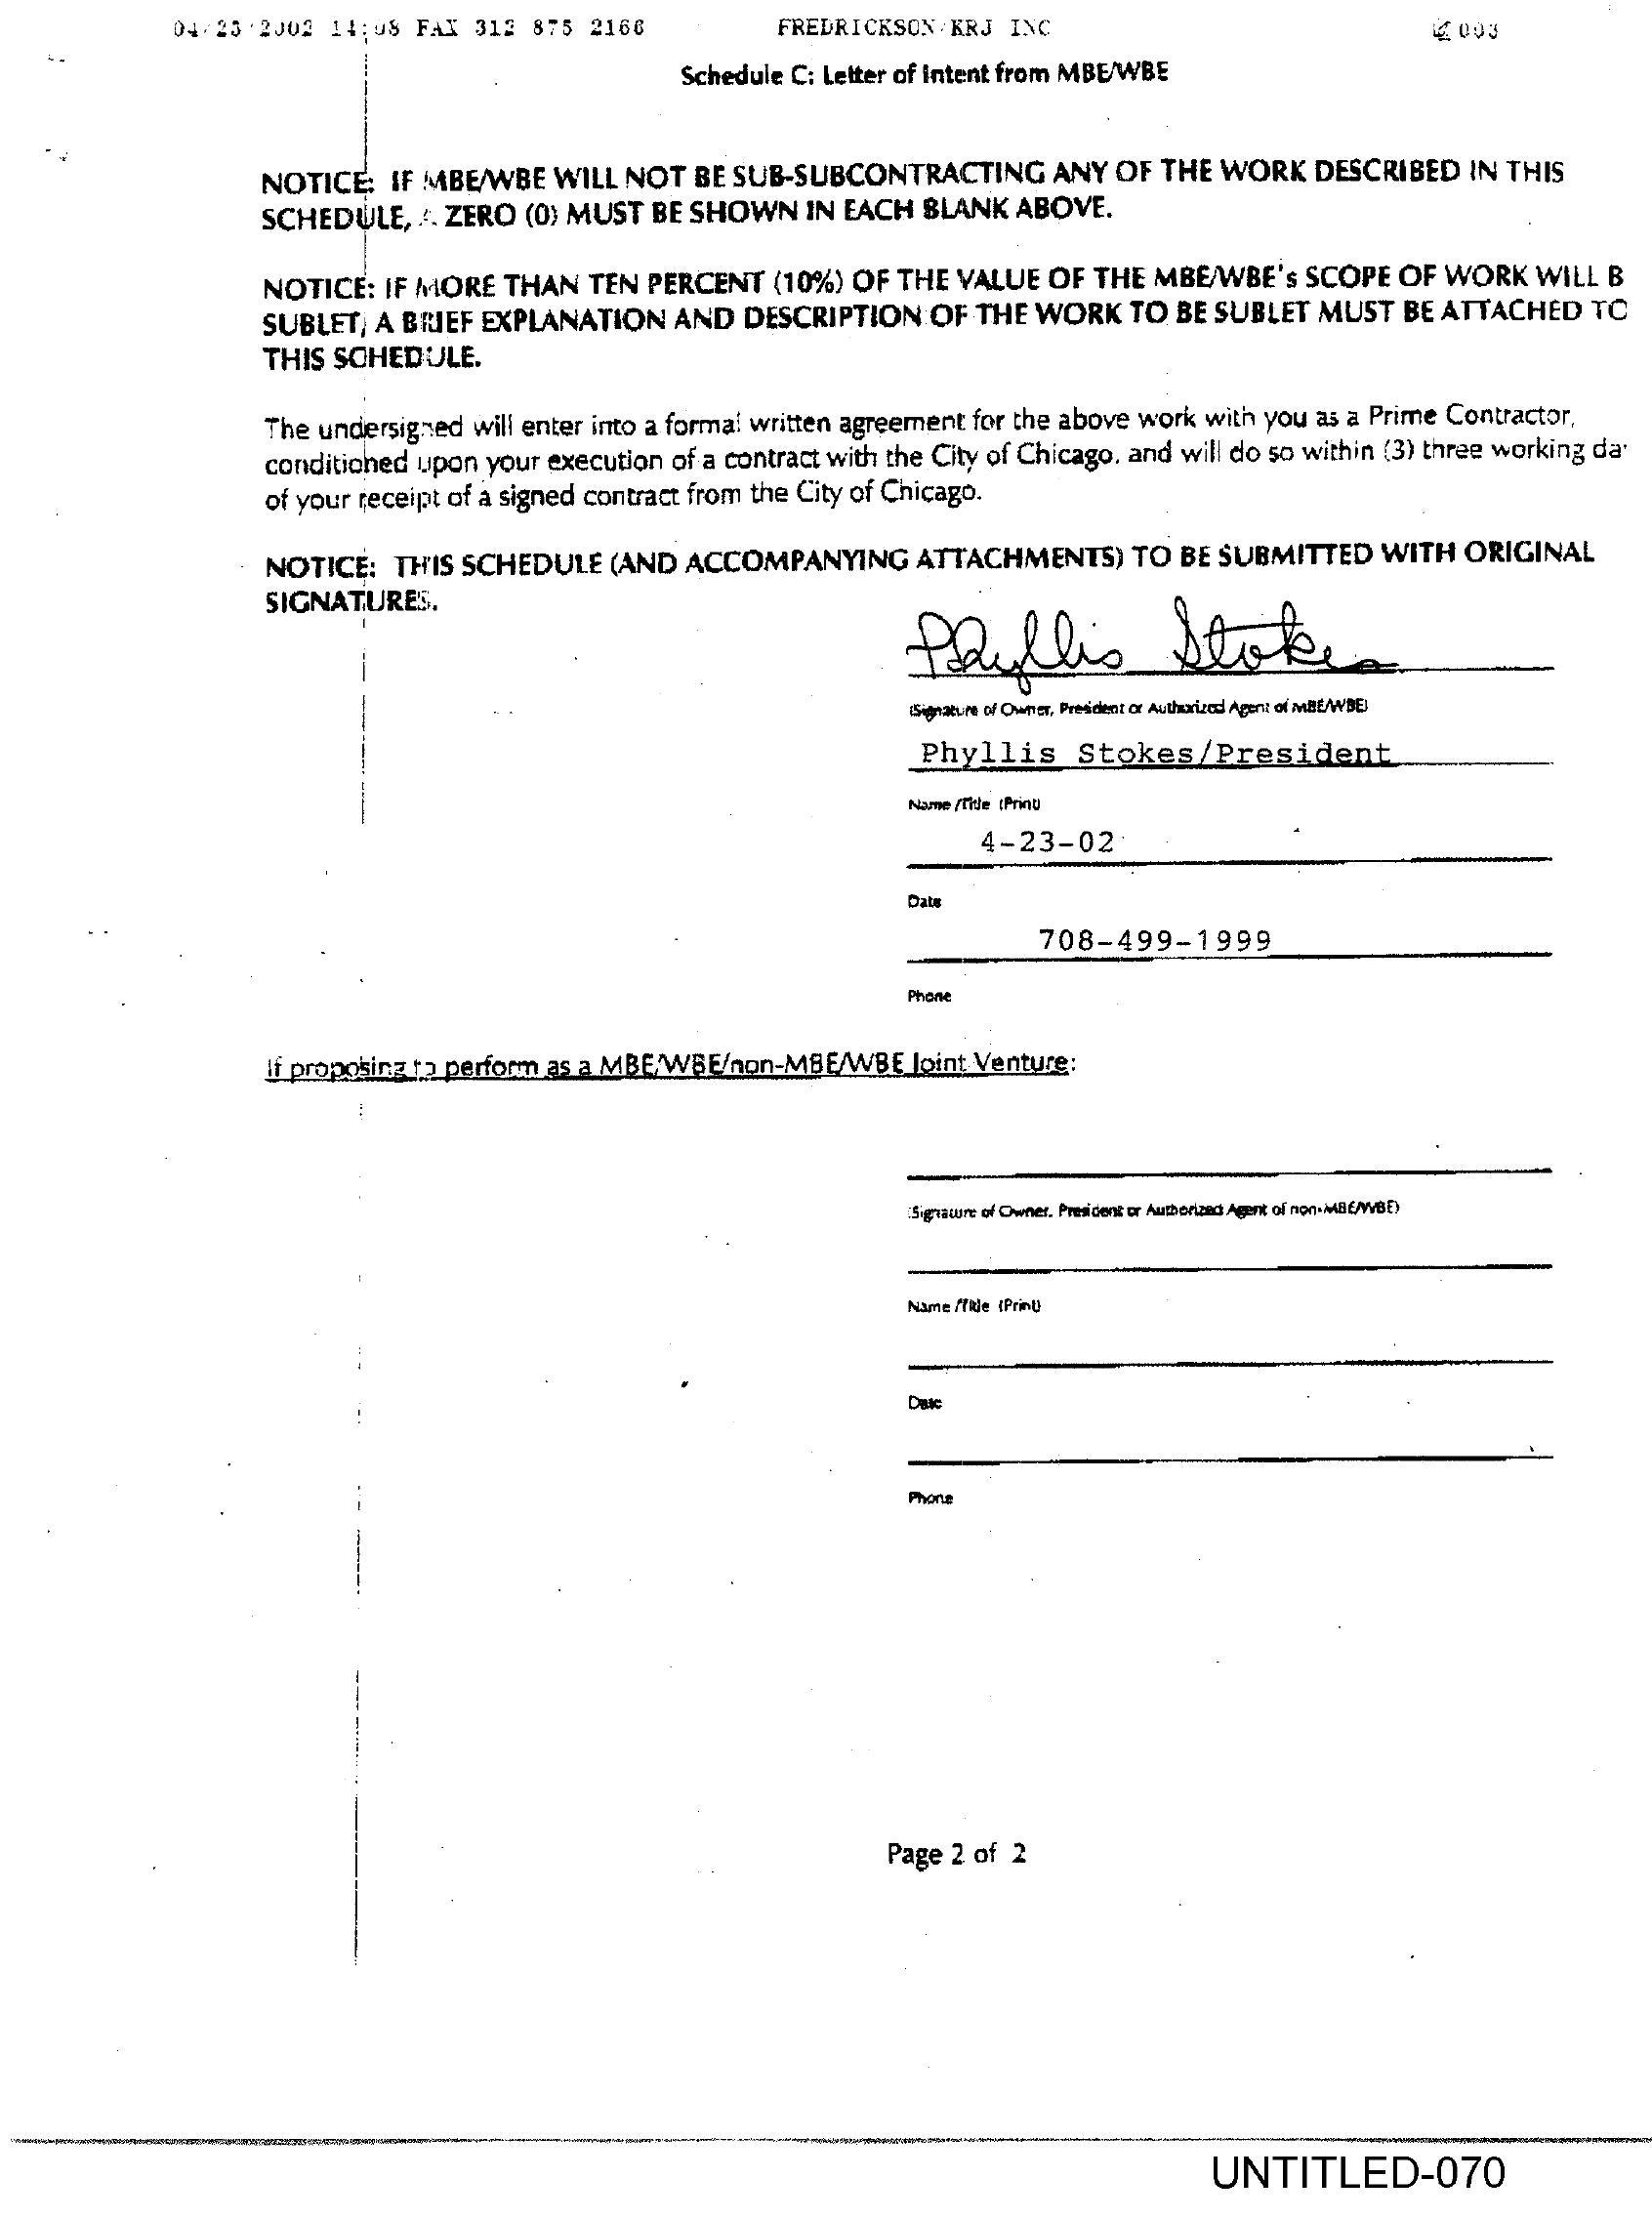 04/23/2002 14:08 FAX 312 875 2166 FREDRICKSON/KRJ INC 003
Schedule C: Letter of Intent from MBE/WBE
NOTICE: IF MBE/WBE WILL NOT BE SUB-SUBCONTRACTING ANY OF THE WORK DESCRIBED IN THIS
SCHEDULE, A ZERO (0) MUST BE SHOWN IN EACH BLANK ABOVE.
NOTICE: IF MORE THAN TEN PERCENT (10%) OF THE VALUE OF THE MBE/WBE's SCOPE OF WORK WILL B
SUBLET, A BRIEF EXPLANATION AND DESCRIPTION OF THE WORK TO BE SUBLET MUST BE ATTACHED TO
THIS SCHEDULE.
The undersigned will enter into a formal written agreement for the above work with you as a Prime Contractor,
conditioned upon your execution of a contract with the City of Chicago, and will do so within (3) three working da
of your receipt of a signed contract from the City of Chicago.
NOTICE: THIS SCHEDULE (AND ACCOMPANYING ATTACHMENTS) TO BE SUBMITTED WITH ORIGINAL
SIGNATURES.
Phyllis Stokes
(Signature of Owner, President or Authorized Agent of MBE/WBE)
Phyllis Stokes/President
Name /Title (Print)
4-23-02
Date
708-499-1999
Phone
If proposing to perform as a MBE/WBE/non-MBE/WBE Joint Venture:
(Signature of Owner, President or Authorized Agent of non-MBE/WBE)
Name /Title (Print)
Date
Phone
Page 2 of 2
UNTITLED-070